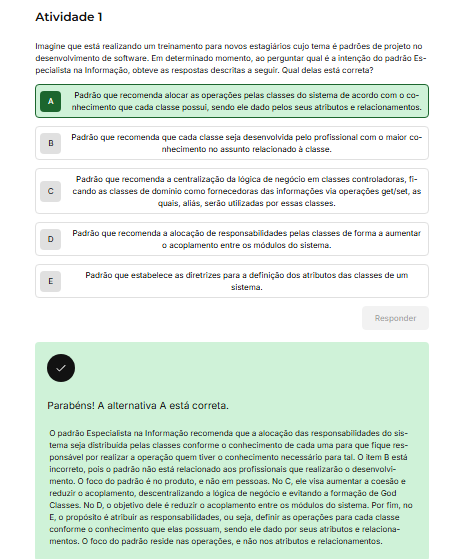 Atividade 1
Imagine que está realizando um treinamento para novos estagiários cujo tema é padrões de projeto no
desenvolvimento de software. Em determinado momento, ao perguntar qual é a intenção do padrão Es-
pecialista na Informação, obteve as respostas descritas a seguir. Qual delas está correta?
A
Padrão que recomenda alocar as operações pelas classes do sistema de acordo com o co-
nhecimento que cada classe possui, sendo ele dado pelos seus atributos e relacionamentos.
B
Padrão que recomenda que cada classe seja desenvolvida pelo profissional com o maior co-
nhecimento no assunto relacionado à classe.
C
Padrão que recomenda a centralização da lógica de negócio em classes controladoras, fi-
cando as classes de domínio como fornecedoras das informações via operações get/set, as
quais, aliás, serão utilizadas por essas classes.
D
Padrão que recomenda a alocação de responsabilidades pelas classes de forma a aumentar
o acoplamento entre os módulos do sistema.
E
Padrão que estabelece as diretrizes para a definição dos atributos das classes de um
sistema.
Responder
Parabéns! A alternativa A está correta.
O padrão Especialista na Informação recomenda que a alocação das responsabilidades do sis-
tema seja distribuída pelas classes conforme o conhecimento de cada uma para que fique res-
ponsável por realizar a operação quem tiver o conhecimento necessário para tal. O item B está
incorreto, pois o padrão não está relacionado aos profissionais que realizarão o desenvolvi-
mento. O foco do padrão é no produto, e não em pessoas. No C, ele visa aumentar a coesão e
reduzir o acoplamento, descentralizando a lógica de negócio e evitando a formação de God
Classes. No D, o objetivo dele é reduzir o acoplamento entre os módulos do sistema. Por fim, no
E, o propósito é atribuir as responsabilidades, ou seja, definir as operações para cada classe
conforme o conhecimento que elas possuam, sendo ele dado por seus atributos e relaciona-
mentos. O foco do padrão reside nas operações, e não nos atributos e relacionamentos.